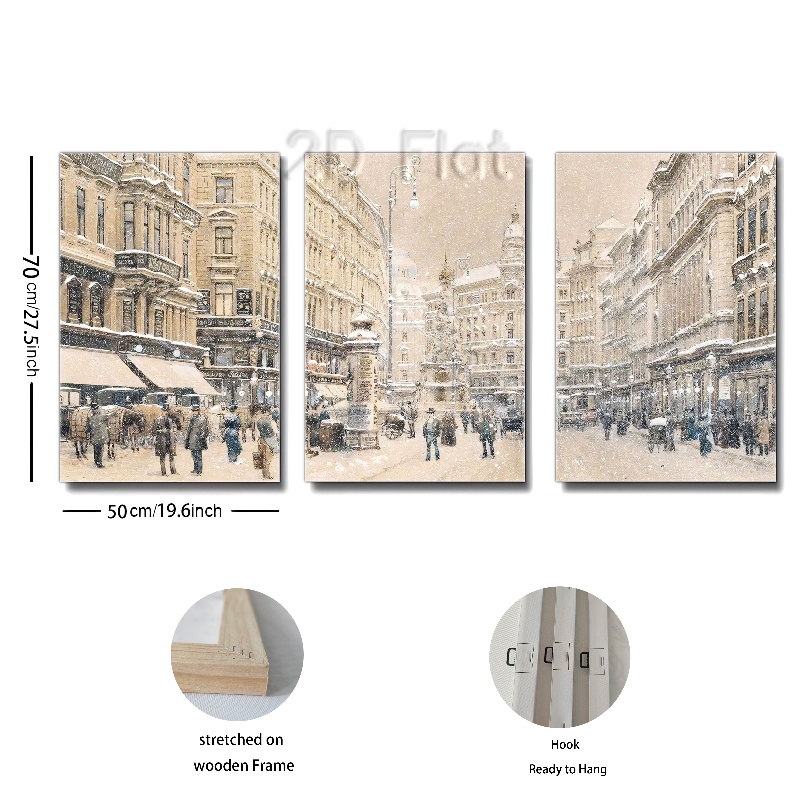 2D Flat
70 cm/27.5inch
50 cm/19.6inch
stretched on
wooden Frame
Hook
Ready to Hang